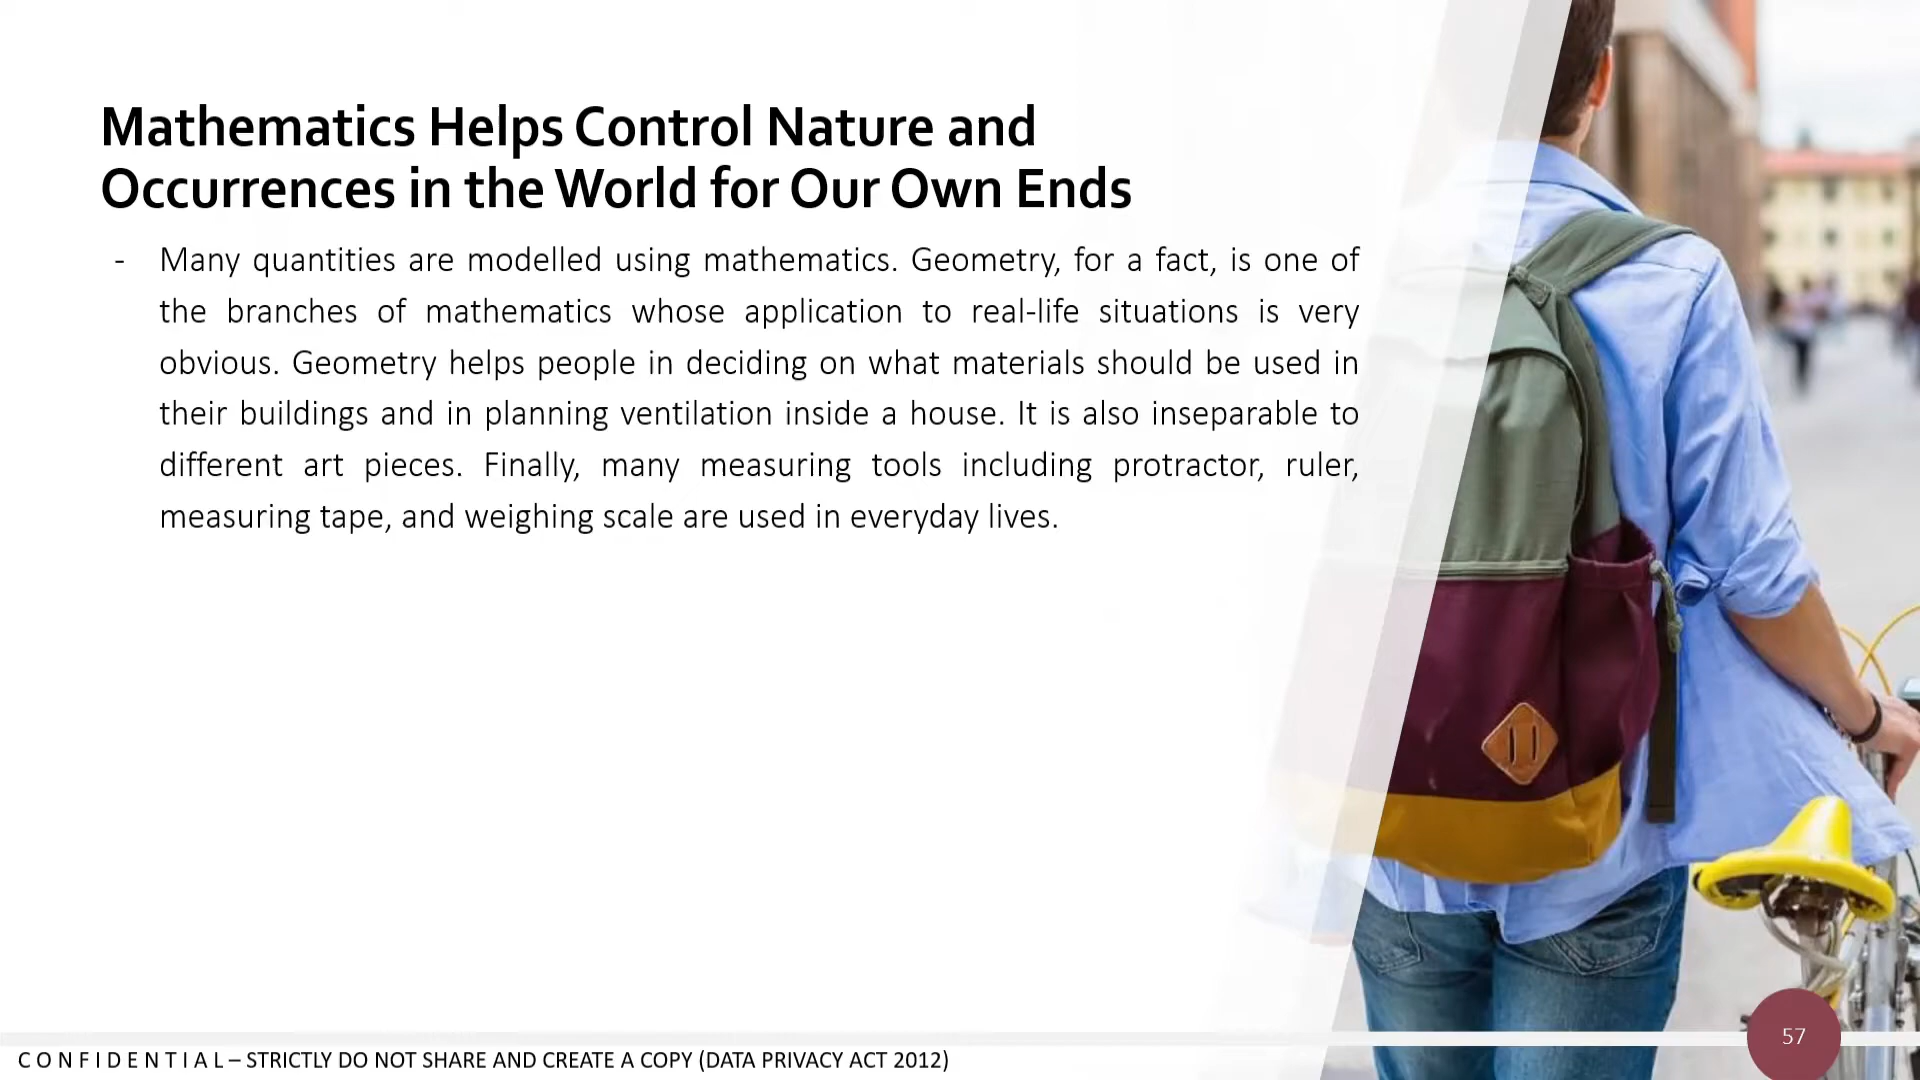 Mathematics Helps Control Nature and
Occurrences in the World for Our Own Ends
- Many quantities are modelled using mathematics. Geometry, for a fact, is one of
the branches of mathematics whose application to real-life situations is very
obvious. Geometry helps people in deciding on what materials should be used in
their buildings and in planning ventilation inside a house. It is also inseparable to
different art pieces. Finally, many measuring tools including protractor, ruler,
measuring tape, and weighing scale are used in everyday lives.
57
C O N F I D E N T I A L – STRICTLY DO NOT SHARE AND CREATE A COPY (DATA PRIVACY ACT 2012)